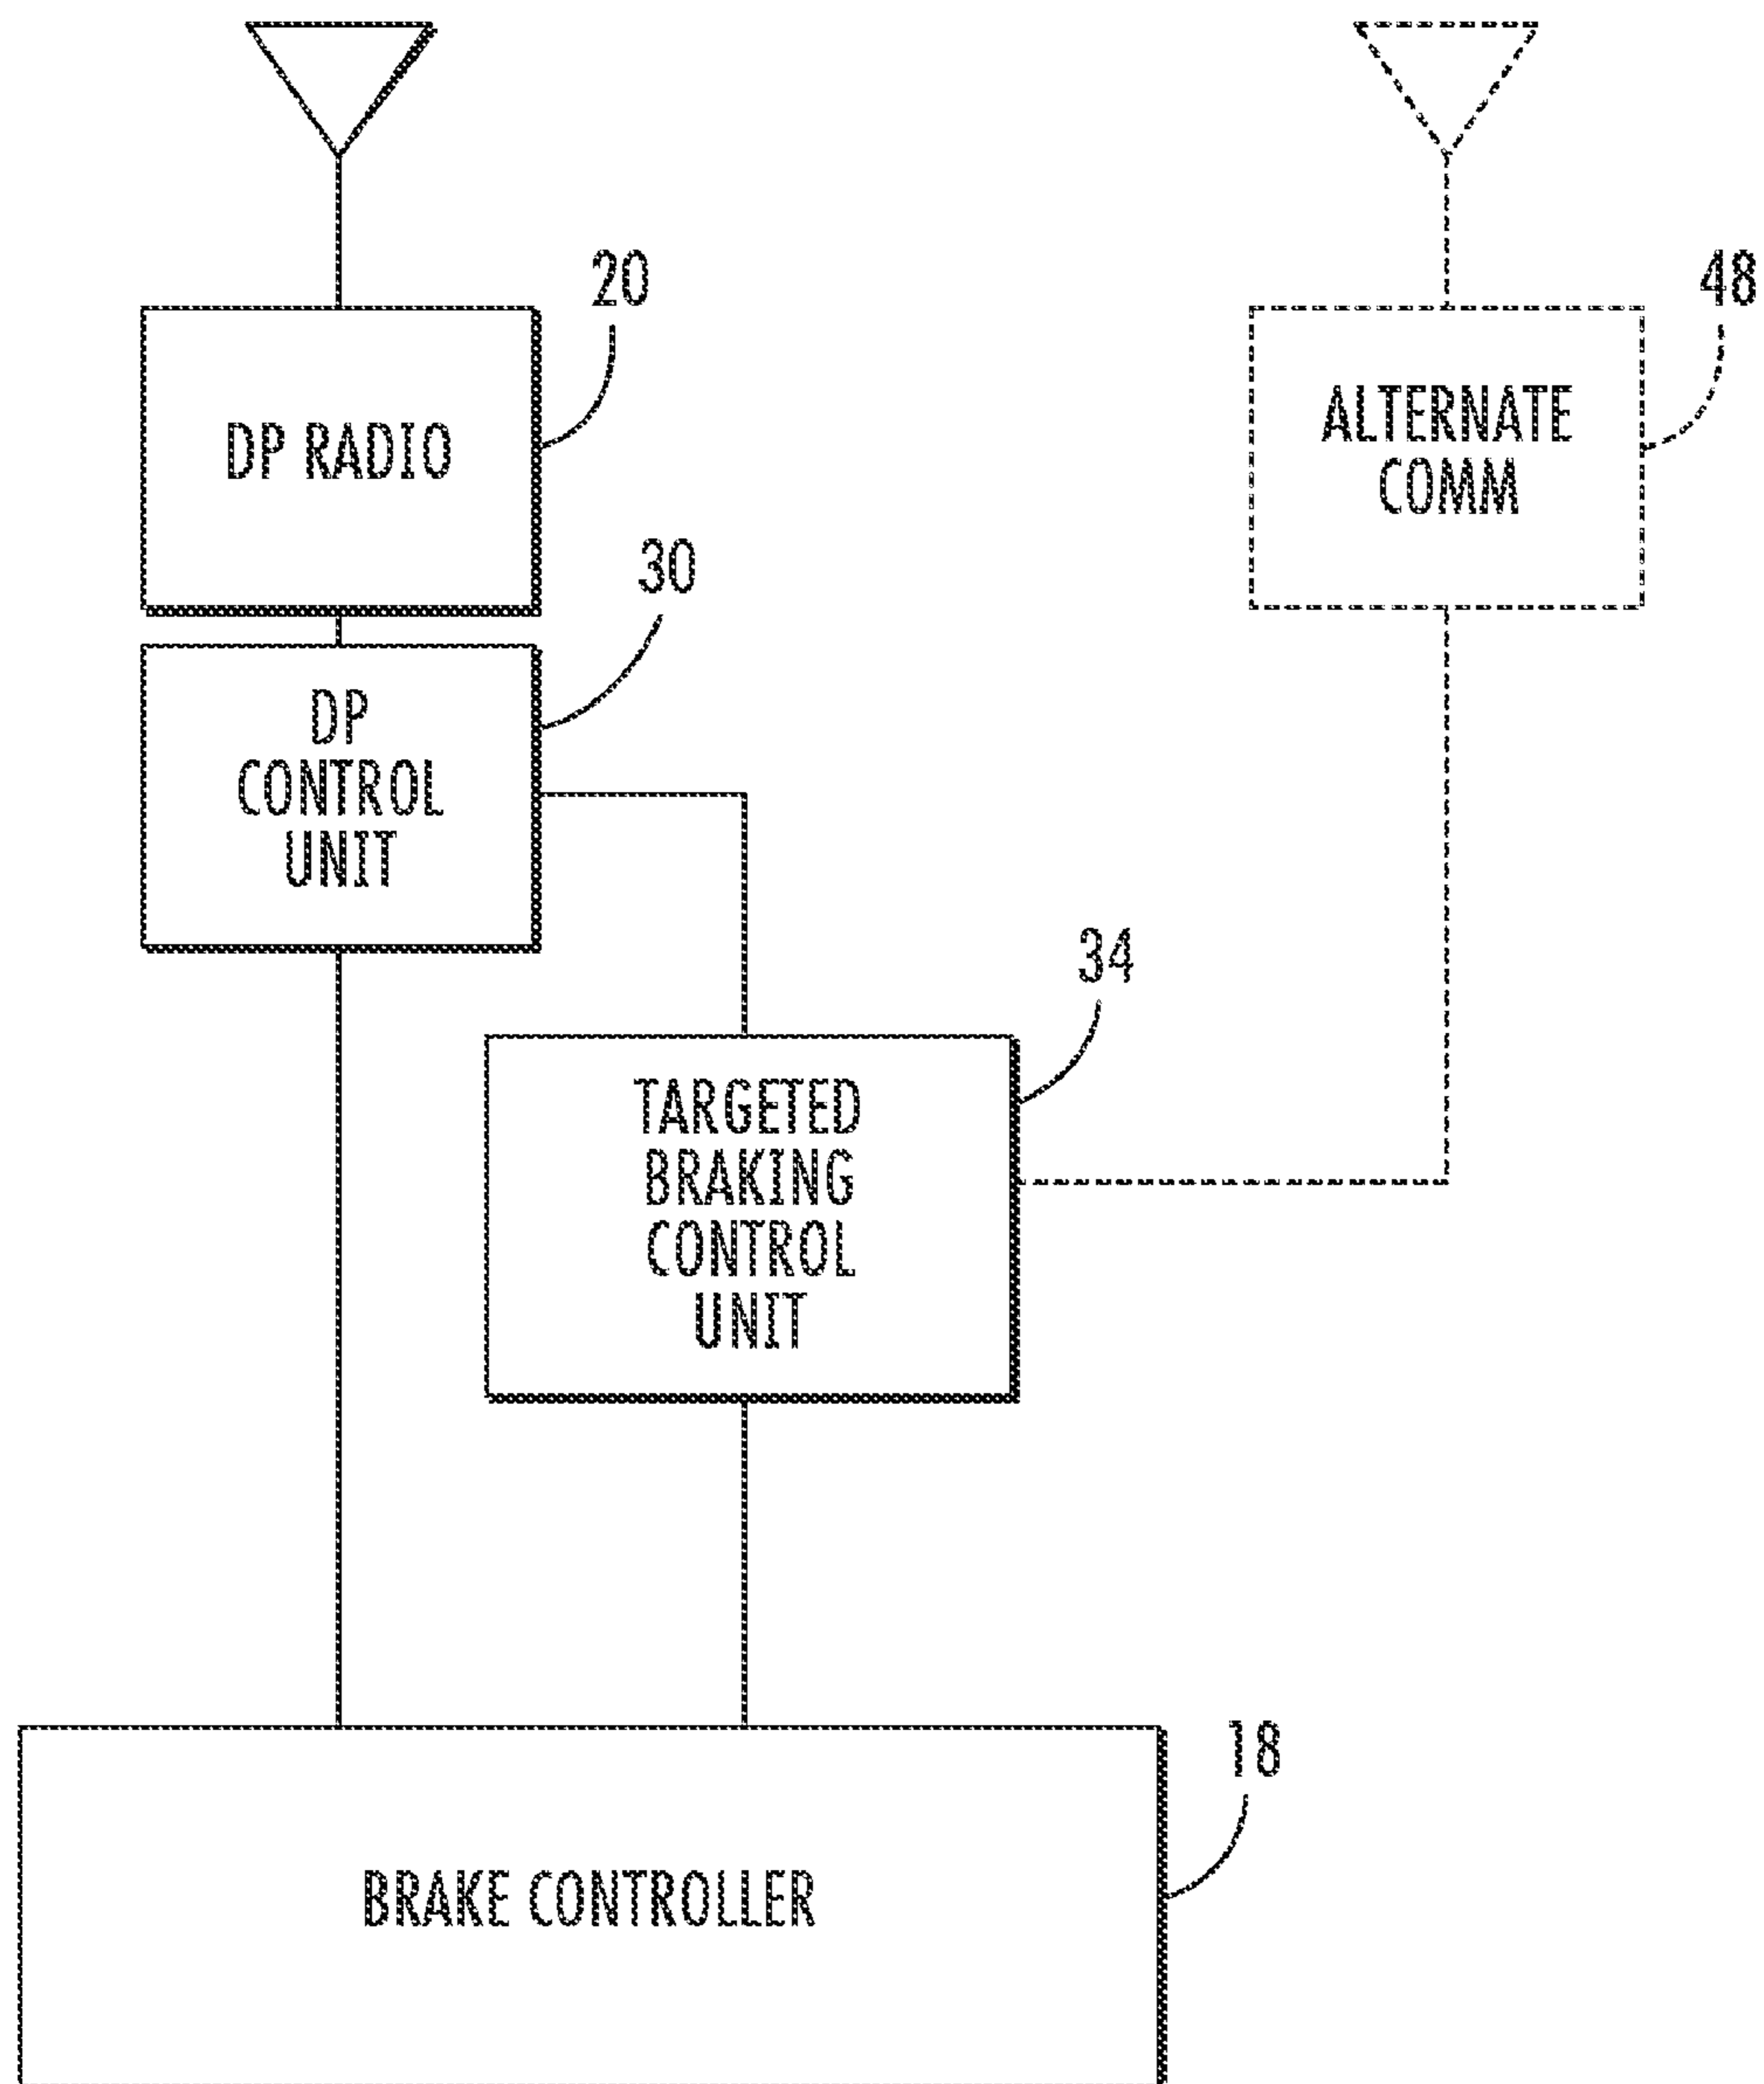 20
48
DP RADIO
ALTERNATE
COMM
30
DP
CONTROL
UNIT
34
TARGETED
BRAKING
CONTROL
UNIT
18
BRAKE CONTROLLER